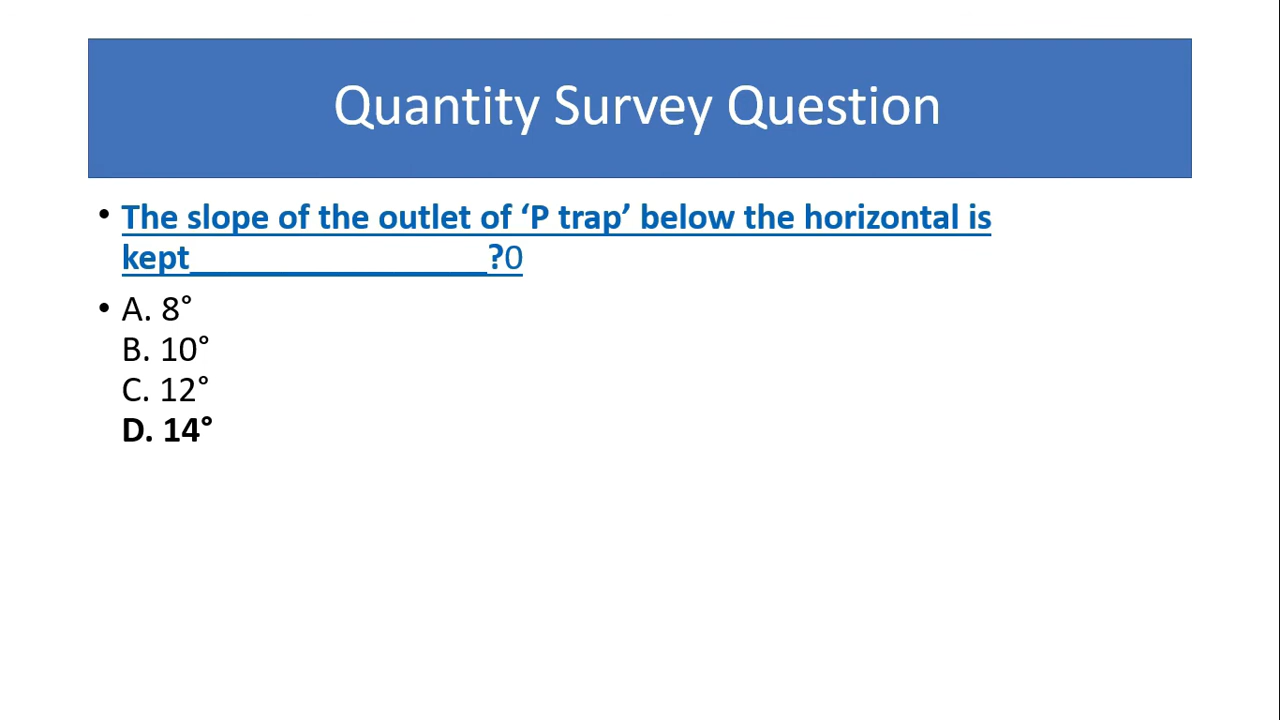 Quantity Survey Question
• The slope of the outlet of ‘P trap’ below the horizontal is
kept________________?0
• A. 8°
B. 10°
C. 12°
D. 14°